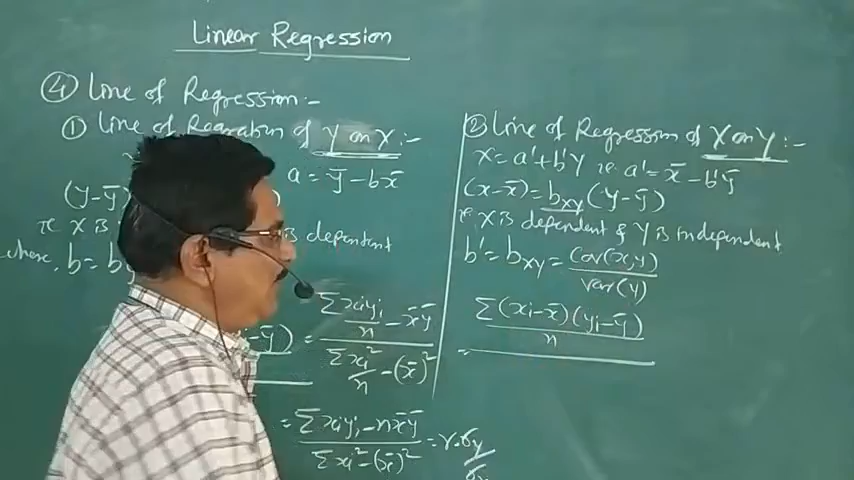 Linear Regression
④ Line of Regression:-
① Line of Regression of Y on X:-
a = ȳ - bx̄
(y-ȳ)
ie X is
is dependent
where, b =
-ȳ)
= (Σxiyi/n - x̄ȳ) / (Σxi²/n - (x̄)²)
= (Σxiyi - nx̄ȳ) / (Σxi² - (x̄)²) = r.σy/σx
② Line of Regression of X on Y:-
x = a' + b'y ie a' = x̄ - b'ȳ
(x-x̄) = bxy (y-ȳ)
ie X is dependent & Y is independent
b' = bxy = cov(x,y) / var(y)
= Σ(xi-x̄)(yi-ȳ) / n